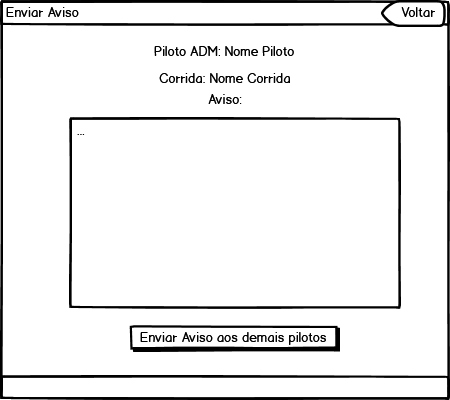 Enviar Aviso
Voltar
Piloto ADM: Nome Piloto
Corrida: Nome Corrida
Aviso:
...
Enviar Aviso aos demais pilotos